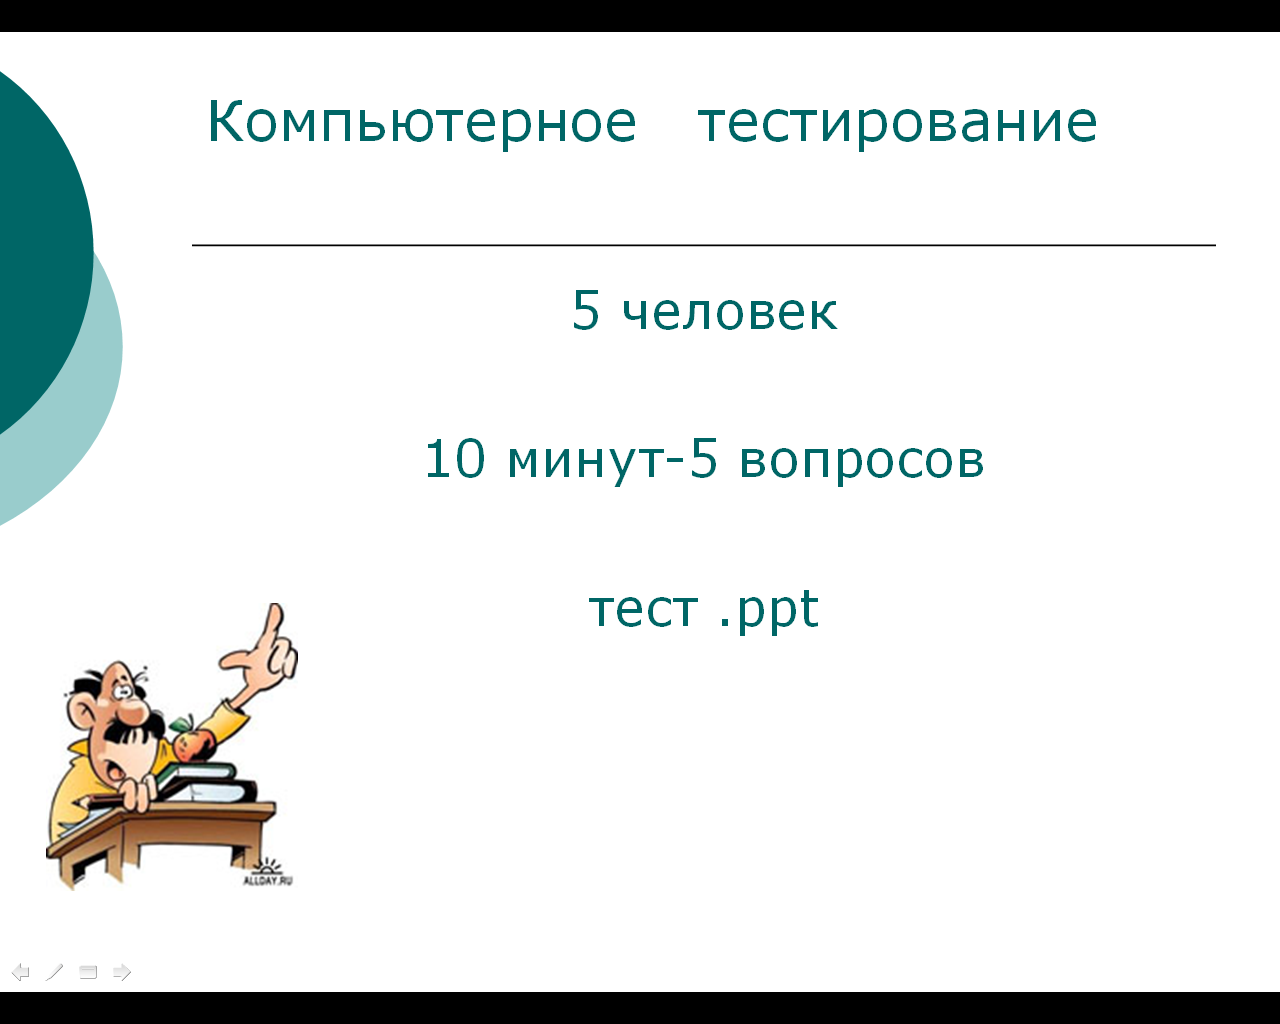 Компьютерное тестирование
5 человек
10 минут-5 вопросов
тест .ppt
ALLDAY.RU